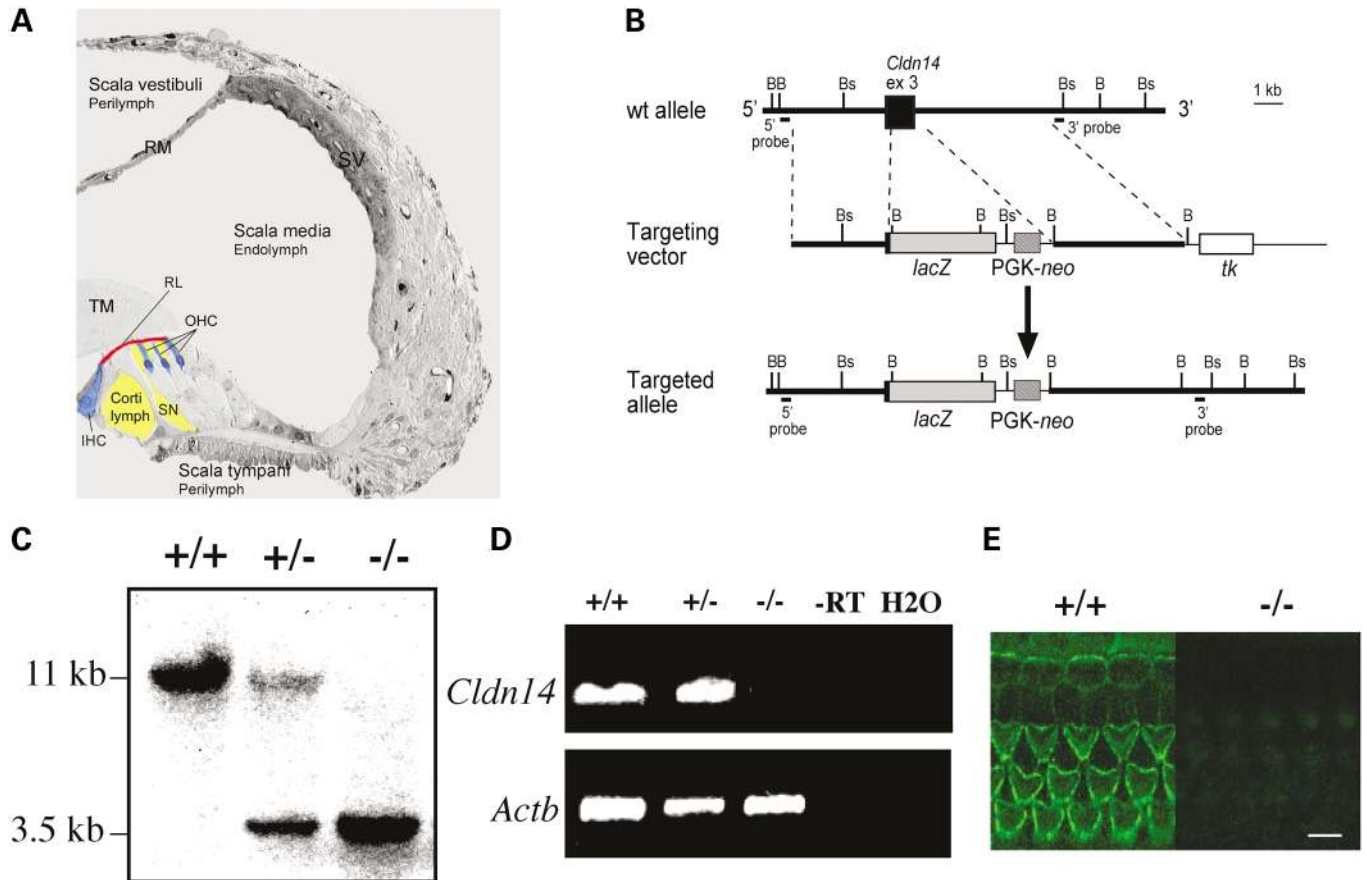 A
Scala vestibuli
Perilymph
RM
SV
Scala media
Endolymph
RL
TM
OHC
Corti
lymph
SN
IHC
Scala tympani
Perilymph
B
Cldn14
ex 3
BB
Bs
Bs
B
Bs
1 kb
wt allele
5'
3'
5'
probe
3' probe
Targeting
vector
Bs
B
B
Bs
B
B
lacZ
PGK-neo
tk
Targeted
allele
BB
Bs
B
B
Bs
B
B
Bs
B
Bs
5'
probe
lacZ
PGK-neo
3'
probe
C
+/+
+/-
-/-
11 kb
3.5 kb
D
+/+
+/-
-/-
-RT
H2O
Cldn14
Actb
E
+/+
-/-